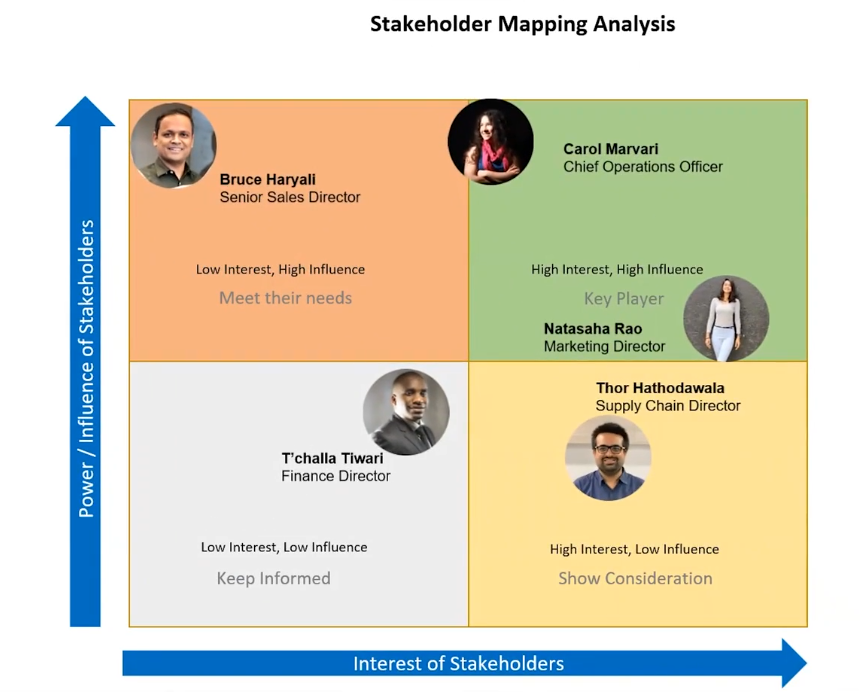 Stakeholder Mapping Analysis
Bruce Haryali
Senior Sales Director
Low Interest, High Influence
Meet their needs
Carol Marvari
Chief Operations Officer
High Interest, High Influence
Key Player
Natasaha Rao
Marketing Director
T'challa Tiwari
Finance Director
Low Interest, Low Influence
Keep Informed
Thor Hathodawala
Supply Chain Director
High Interest, Low Influence
Show Consideration
Power / Influence of Stakeholders
Interest of Stakeholders